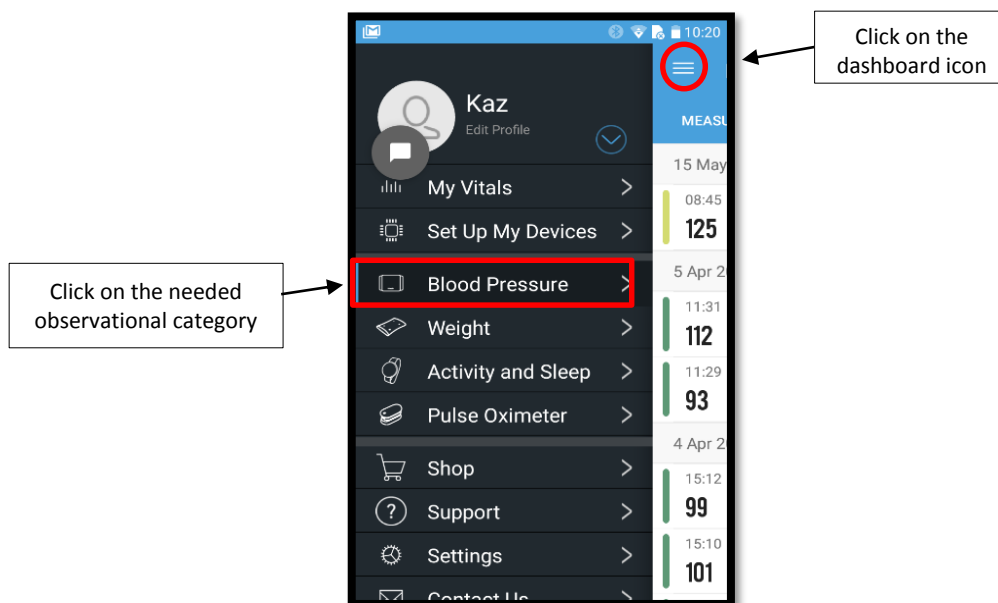 10:20
Click on the
dashboard icon
Kaz
Edit Profile
MEASU
15 May
My Vitals
08:45
125
Set Up My Devices
5 Apr 2
Click on the needed
observational category
Blood Pressure
11:31
112
Weight
11:29
93
Activity and Sleep
Pulse Oximeter
4 Apr 2
Shop
15:12
99
Support
15:10
101
Settings
Contact Us